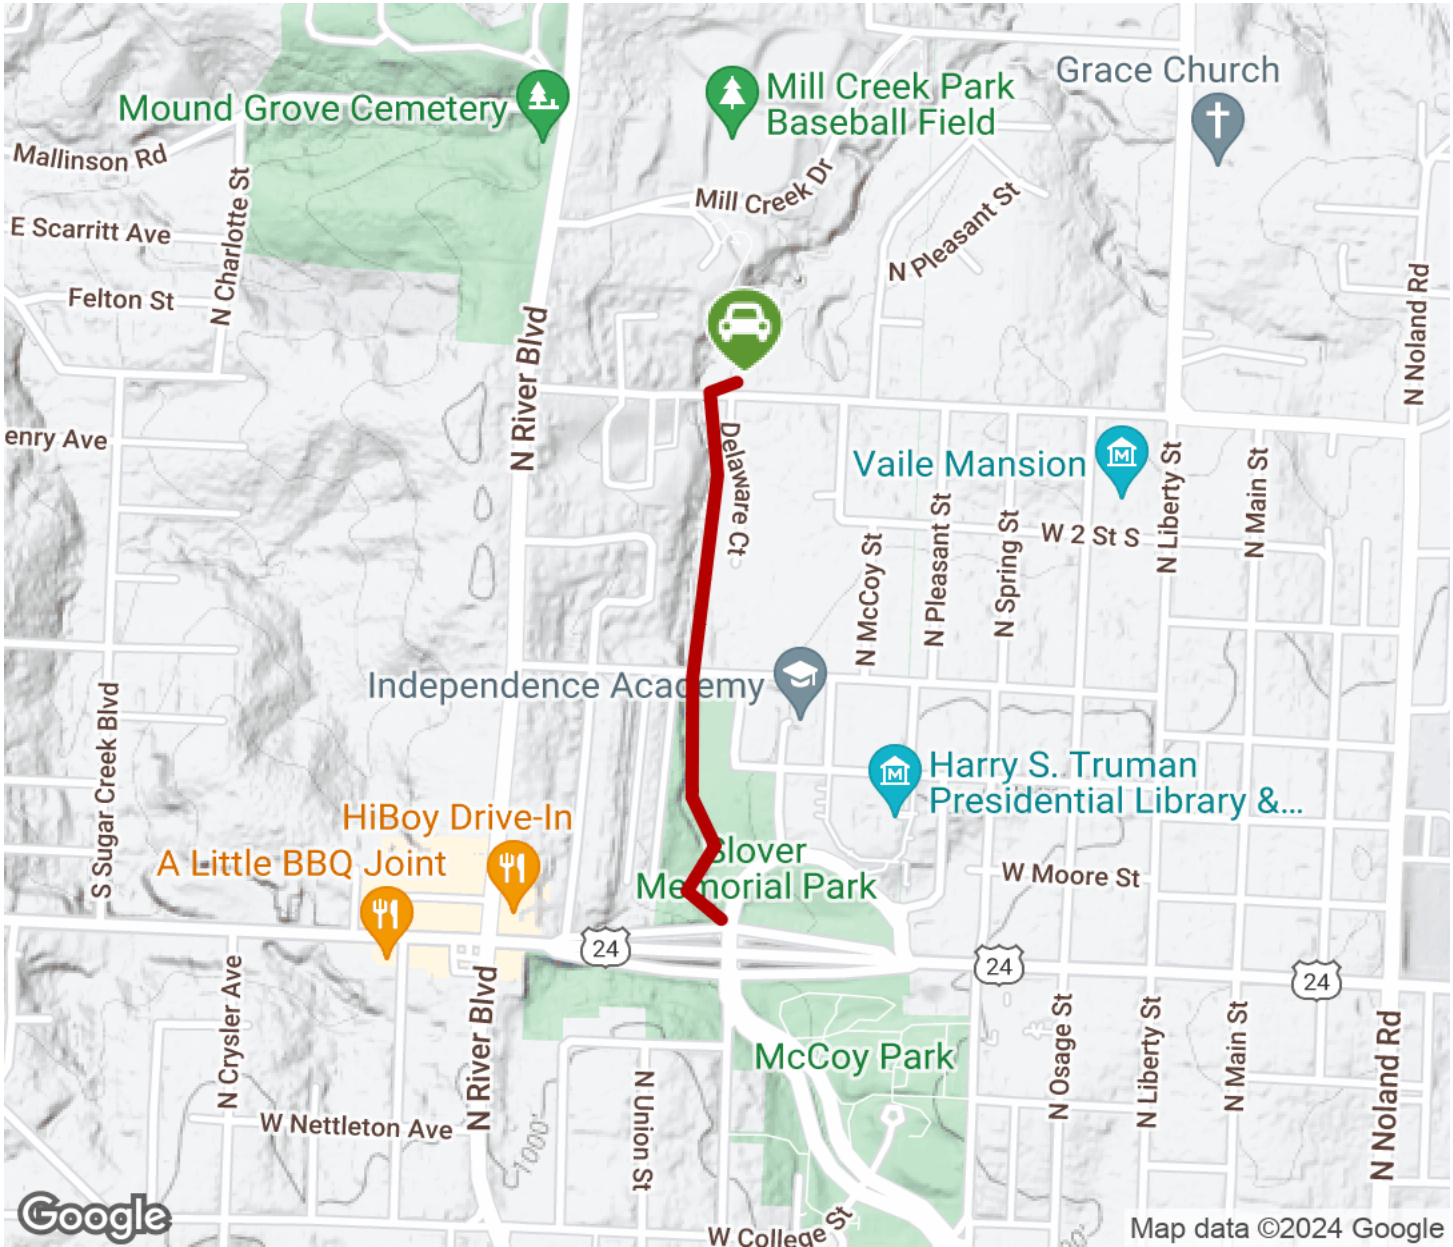 Grace Church
Mill Creek Park
Baseball Field
Mound Grove Cemetery
Mallinson Rd
N Charlotte St
Mill Creek Dr
N Pleasant St
E Scarritt Ave
Felton St
N River Blvd
N Noland Rd
enry Ave
Delaware Ct
Vaile Mansion
M
N Liberty St
N Main St
W 2 St S
N McCoy St
N Pleasant St
N Spring St
Independence Academy
S Sugar Creek Blvd
M
Harry S. Truman
Presidential Library &...
HiBoy Drive-In
A Little BBQ Joint
Slover
Memorial Park
W Moore St
24
24
24
N Crysler Ave
N River Blvd
McCoy Park
N Osage St
N Liberty St
N Main St
N Noland Rd
N Union St
W Nettleton Ave
1000'
W College St
Google
Map data ©2024 Google